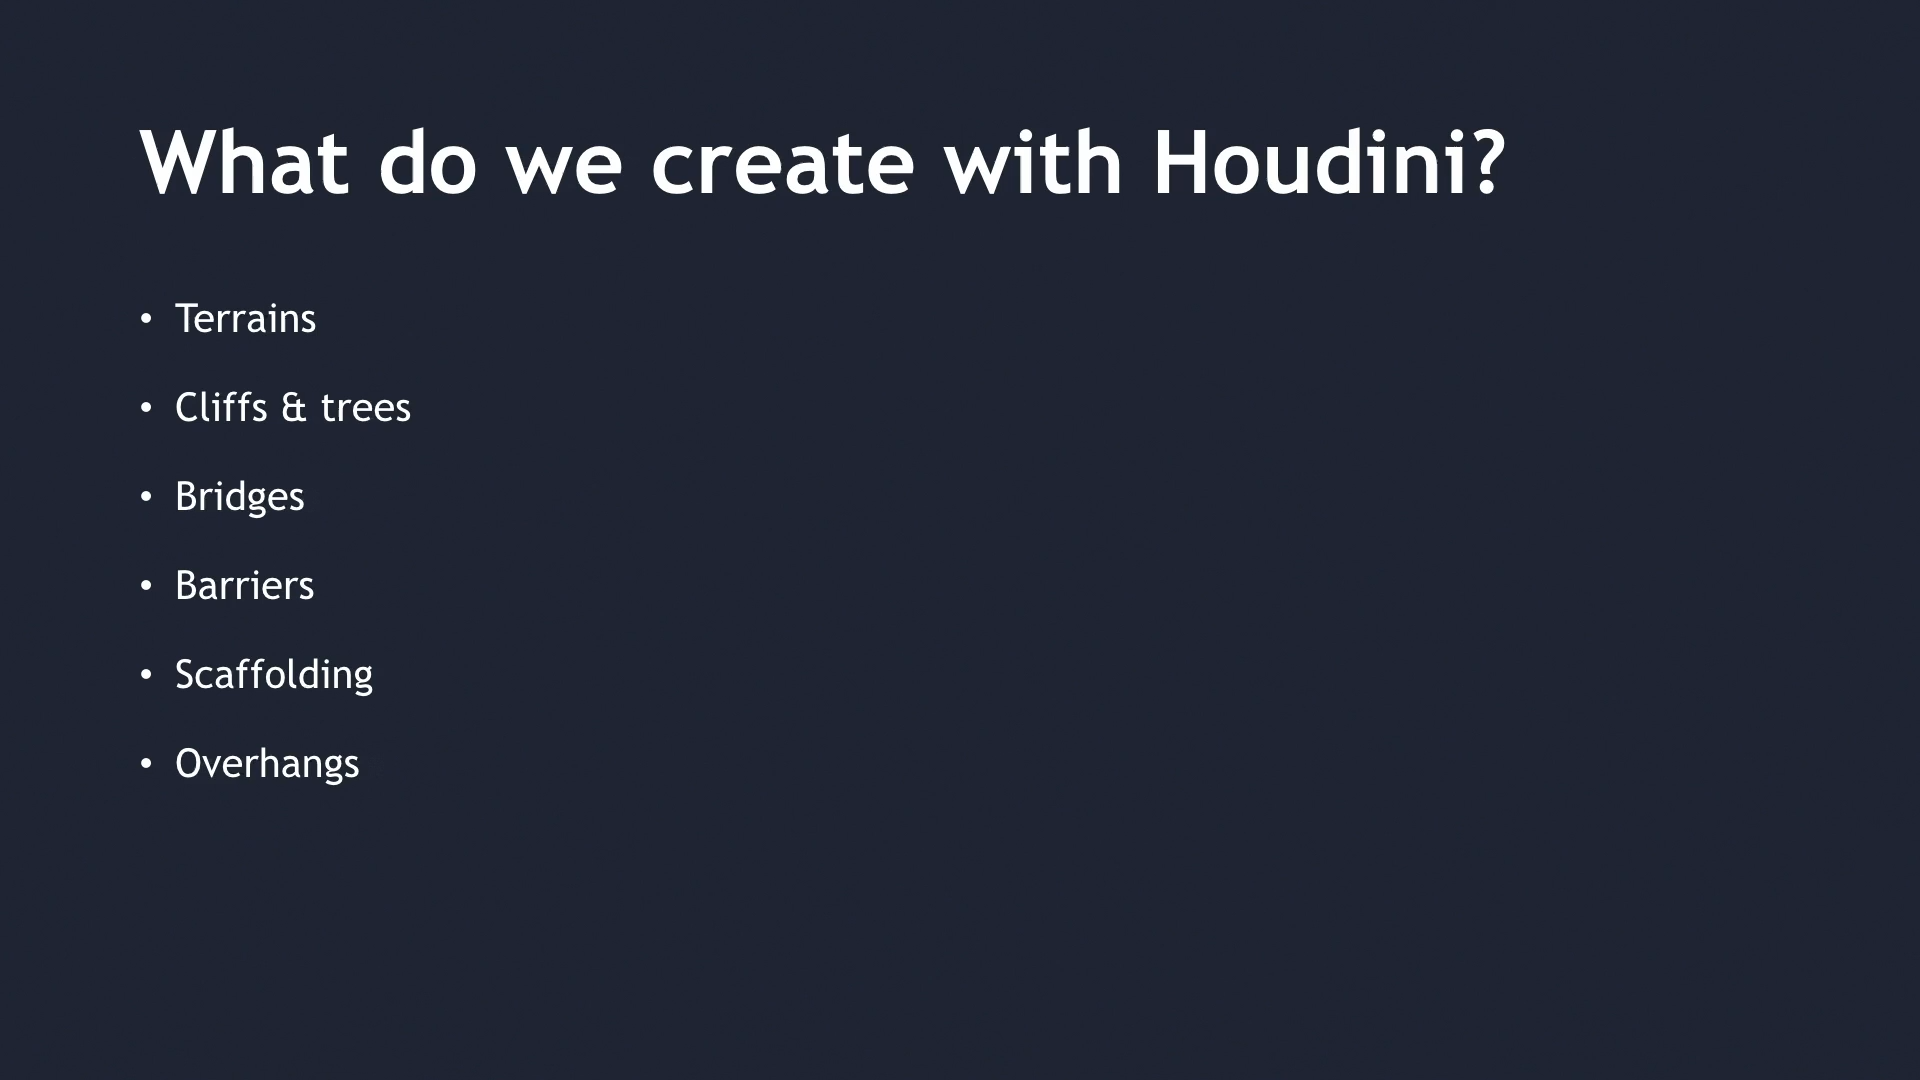 What do we create with Houdini?
• Terrains
• Cliffs & trees
• Bridges
• Barriers
• Scaffolding
• Overhangs